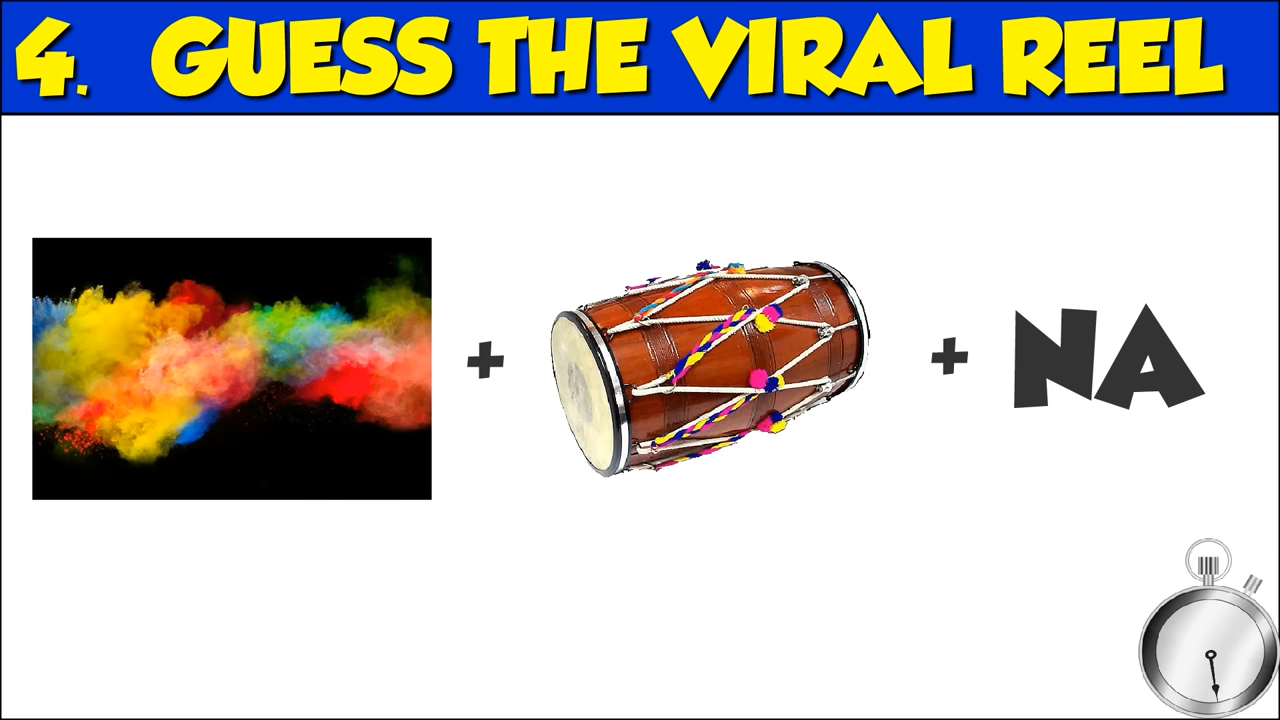 4. GUESS THE VIRAL REEL
+ + NA